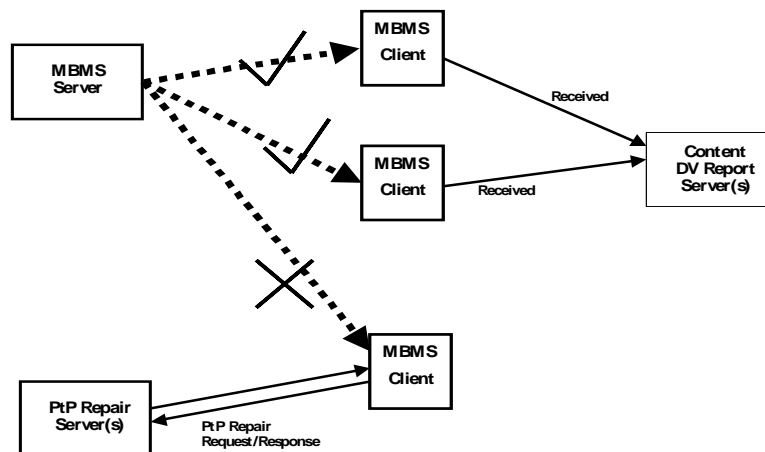 MBMS
Server
MBMS
Client
Received
MBMS
Client
Received
Content
DV Report
Server(s)
MBMS
Client
PtP Repair
Server(s)
PtP Repair
Request/Response